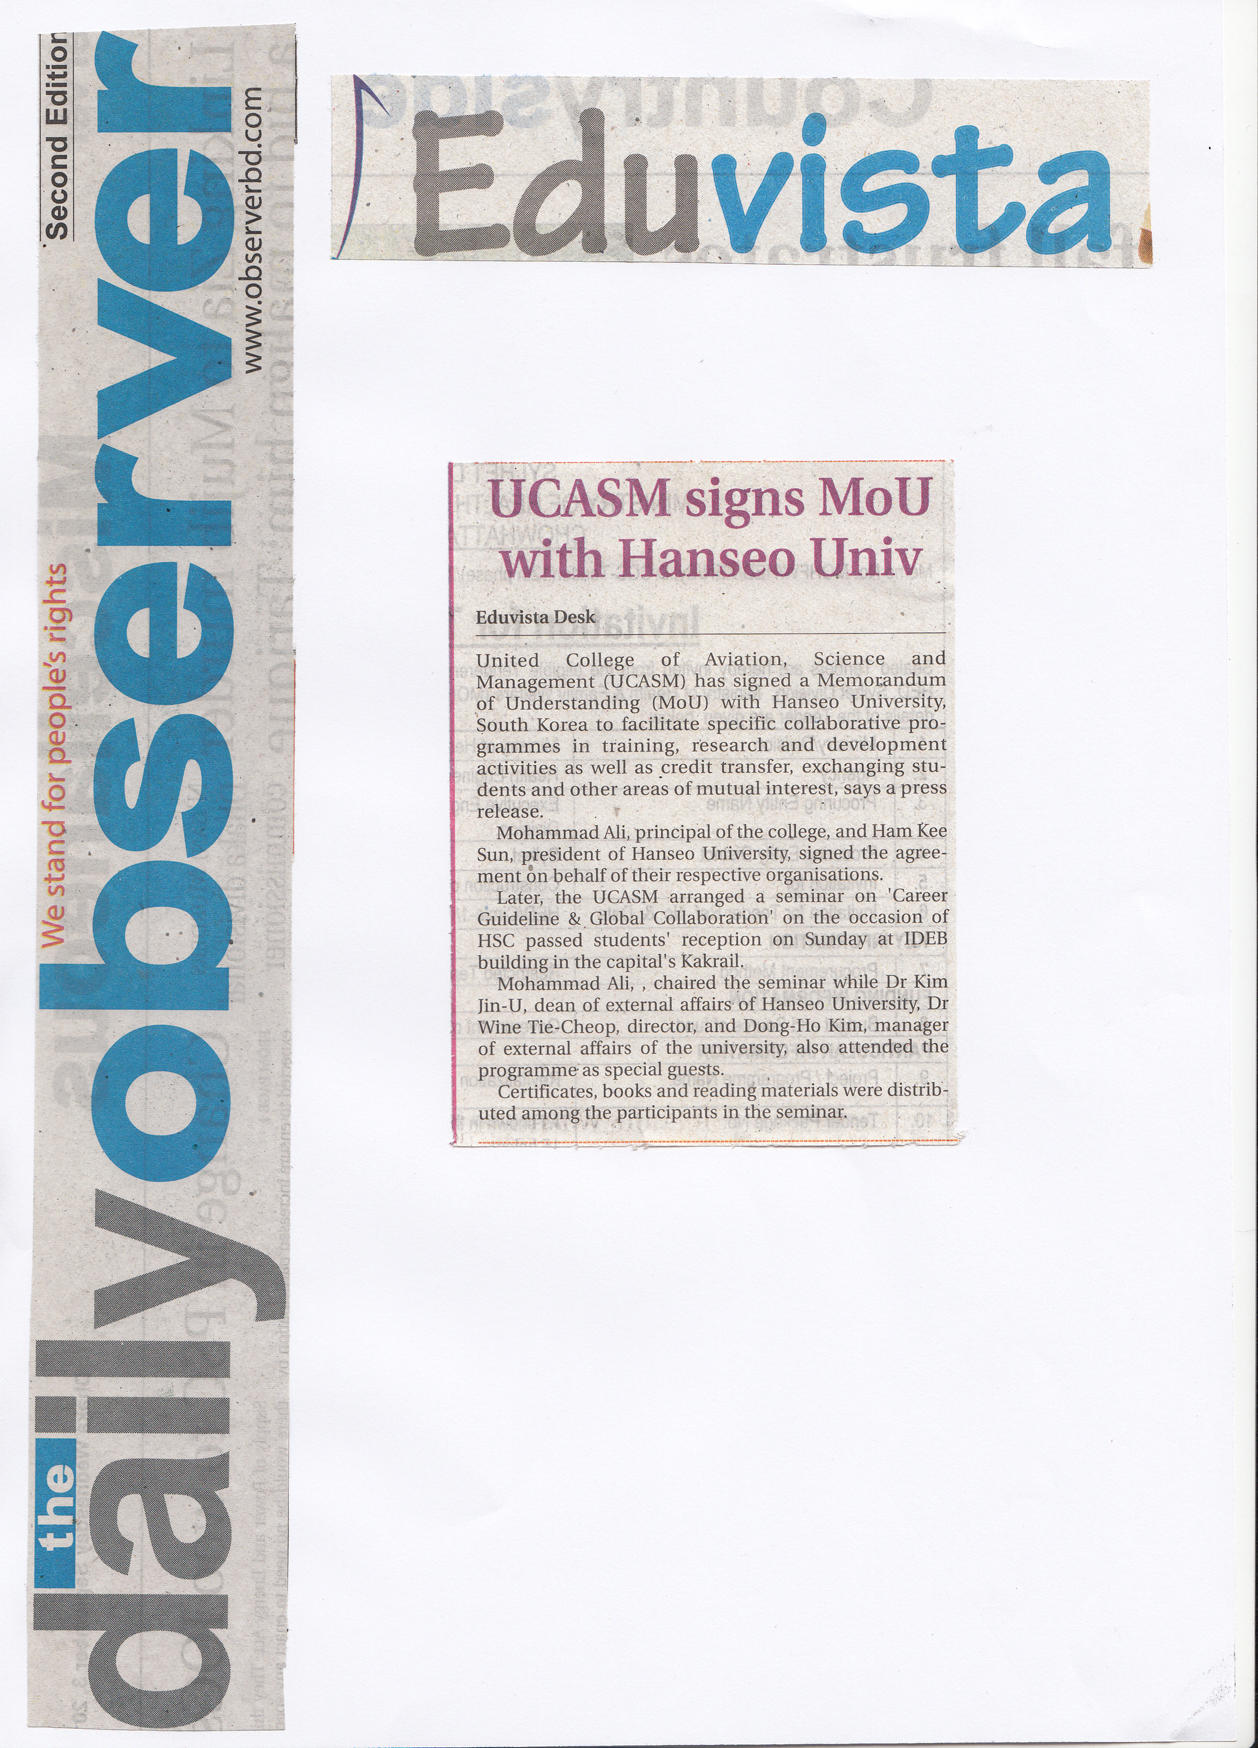 Second Edition
the
daily observer
We stand for people's rights
www.observerbd.com
Eduvista
UCASM signs MoU
with Hanseo Univ
Eduvista Desk
United College of Aviation, Science and
Management (UCASM) has signed a Memorandum
of Understanding (MoU) with Hanseo University,
South Korea to facilitate specific collaborative pro-
grammes in training, research and development
activities as well as credit transfer, exchanging stu-
dents and other areas of mutual interest, says a press
release.
Mohammad Ali, principal of the college, and Ham Kee
Sun, president of Hanseo University, signed the agree-
ment on behalf of their respective organisations.
Later, the UCASM arranged a seminar on 'Career
Guideline & Global Collaboration' on the occasion of
HSC passed students' reception on Sunday at IDEB
building in the capital's Kakrail.
Mohammad Ali, , chaired the seminar while Dr Kim
Jin-U, dean of external affairs of Hanseo University, Dr
Wine Tie-Cheop, director, and Dong-Ho Kim, manager
of external affairs of the university, also attended the
programme as special guests.
Certificates, books and reading materials were distrib-
uted among the participants in the seminar.